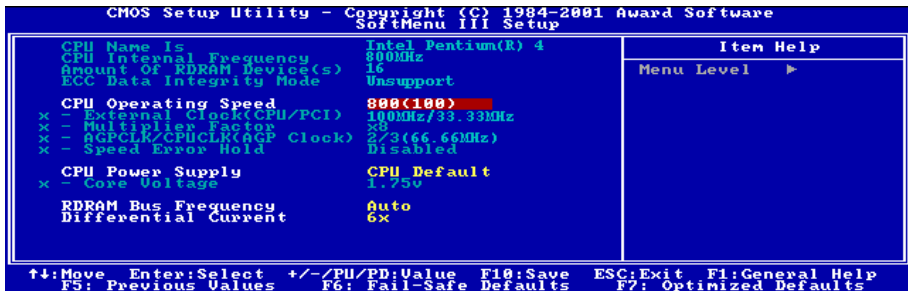 CMOS Setup Utility - Copyright (C) 1984-2001 Award Software
SoftMenu III Setup
CPU Name Is Intel Pentium(R) 4
CPU Internal Frequency 800MHz
Amount Of RDRAM Device(s) 16
ECC Data Integrity Mode Unsupport
CPU Operating Speed 800(100)
x - External Clock(CPU/PCI) 100MHz/33.33MHz
x - Multiplier Factor x8
x - AGPCLK/CPUCLK(AGP Clock) 2/3(66.66MHz)
x - Speed Error Hold Disabled
CPU Power Supply CPU Default
x - Core Voltage 1.75v
RDRAM Bus Frequency Auto
Differential Current 6x
Item Help
Menu Level ►
↑↓:Move Enter:Select +/-/PU/PD:Value F10:Save ESC:Exit F1:General Help
F5: Previous Values F6: Fail-Safe Defaults F7: Optimized Defaults